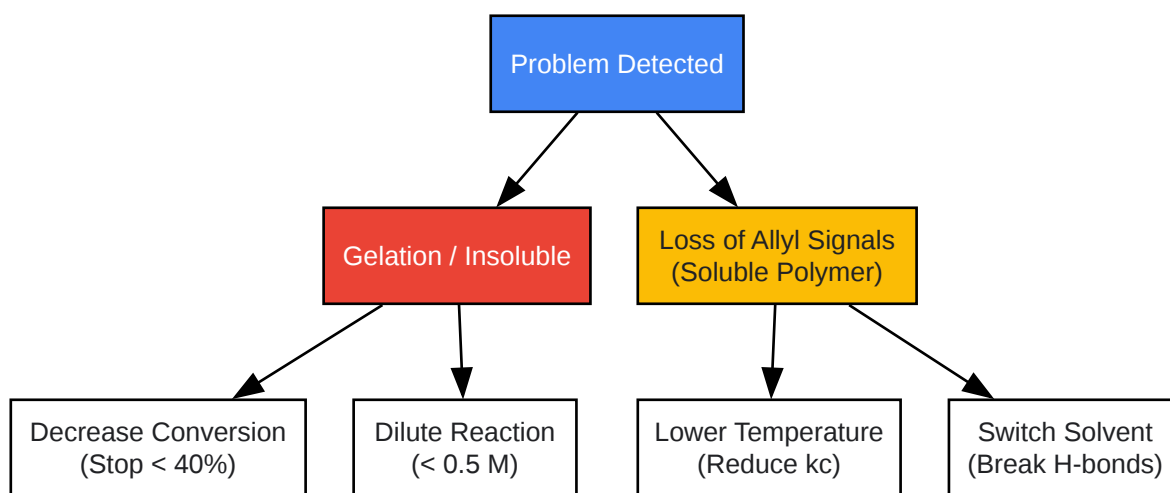 Problem Detected
Gelation / Insoluble
Loss of Allyl Signals
(Soluble Polymer)
Decrease Conversion
(Stop < 40%)
Dilute Reaction
(< 0.5 M)
Lower Temperature
(Reduce kc)
Switch Solvent
(Break H-bonds)